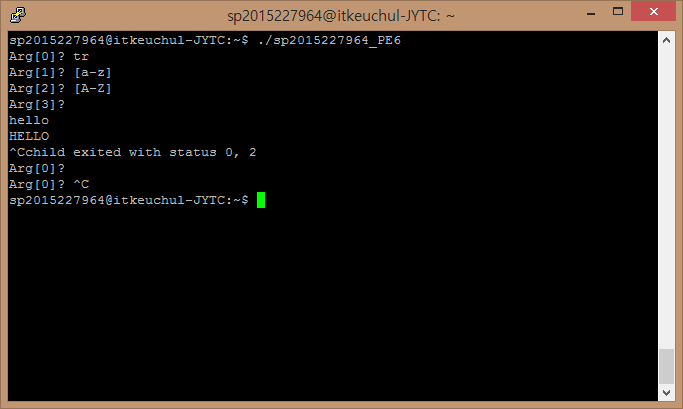 sp2015227964@itkeuchul-JYTC: ~
sp2015227964@itkeuchul-JYTC:~$ ./sp2015227964_PE6
Arg[0]? tr
Arg[1]? [a-z]
Arg[2]? [A-Z]
Arg[3]?
hello
HELLO
^Cchild exited with status 0, 2
Arg[0]?
Arg[0]? ^C
sp2015227964@itkeuchul-JYTC:~$